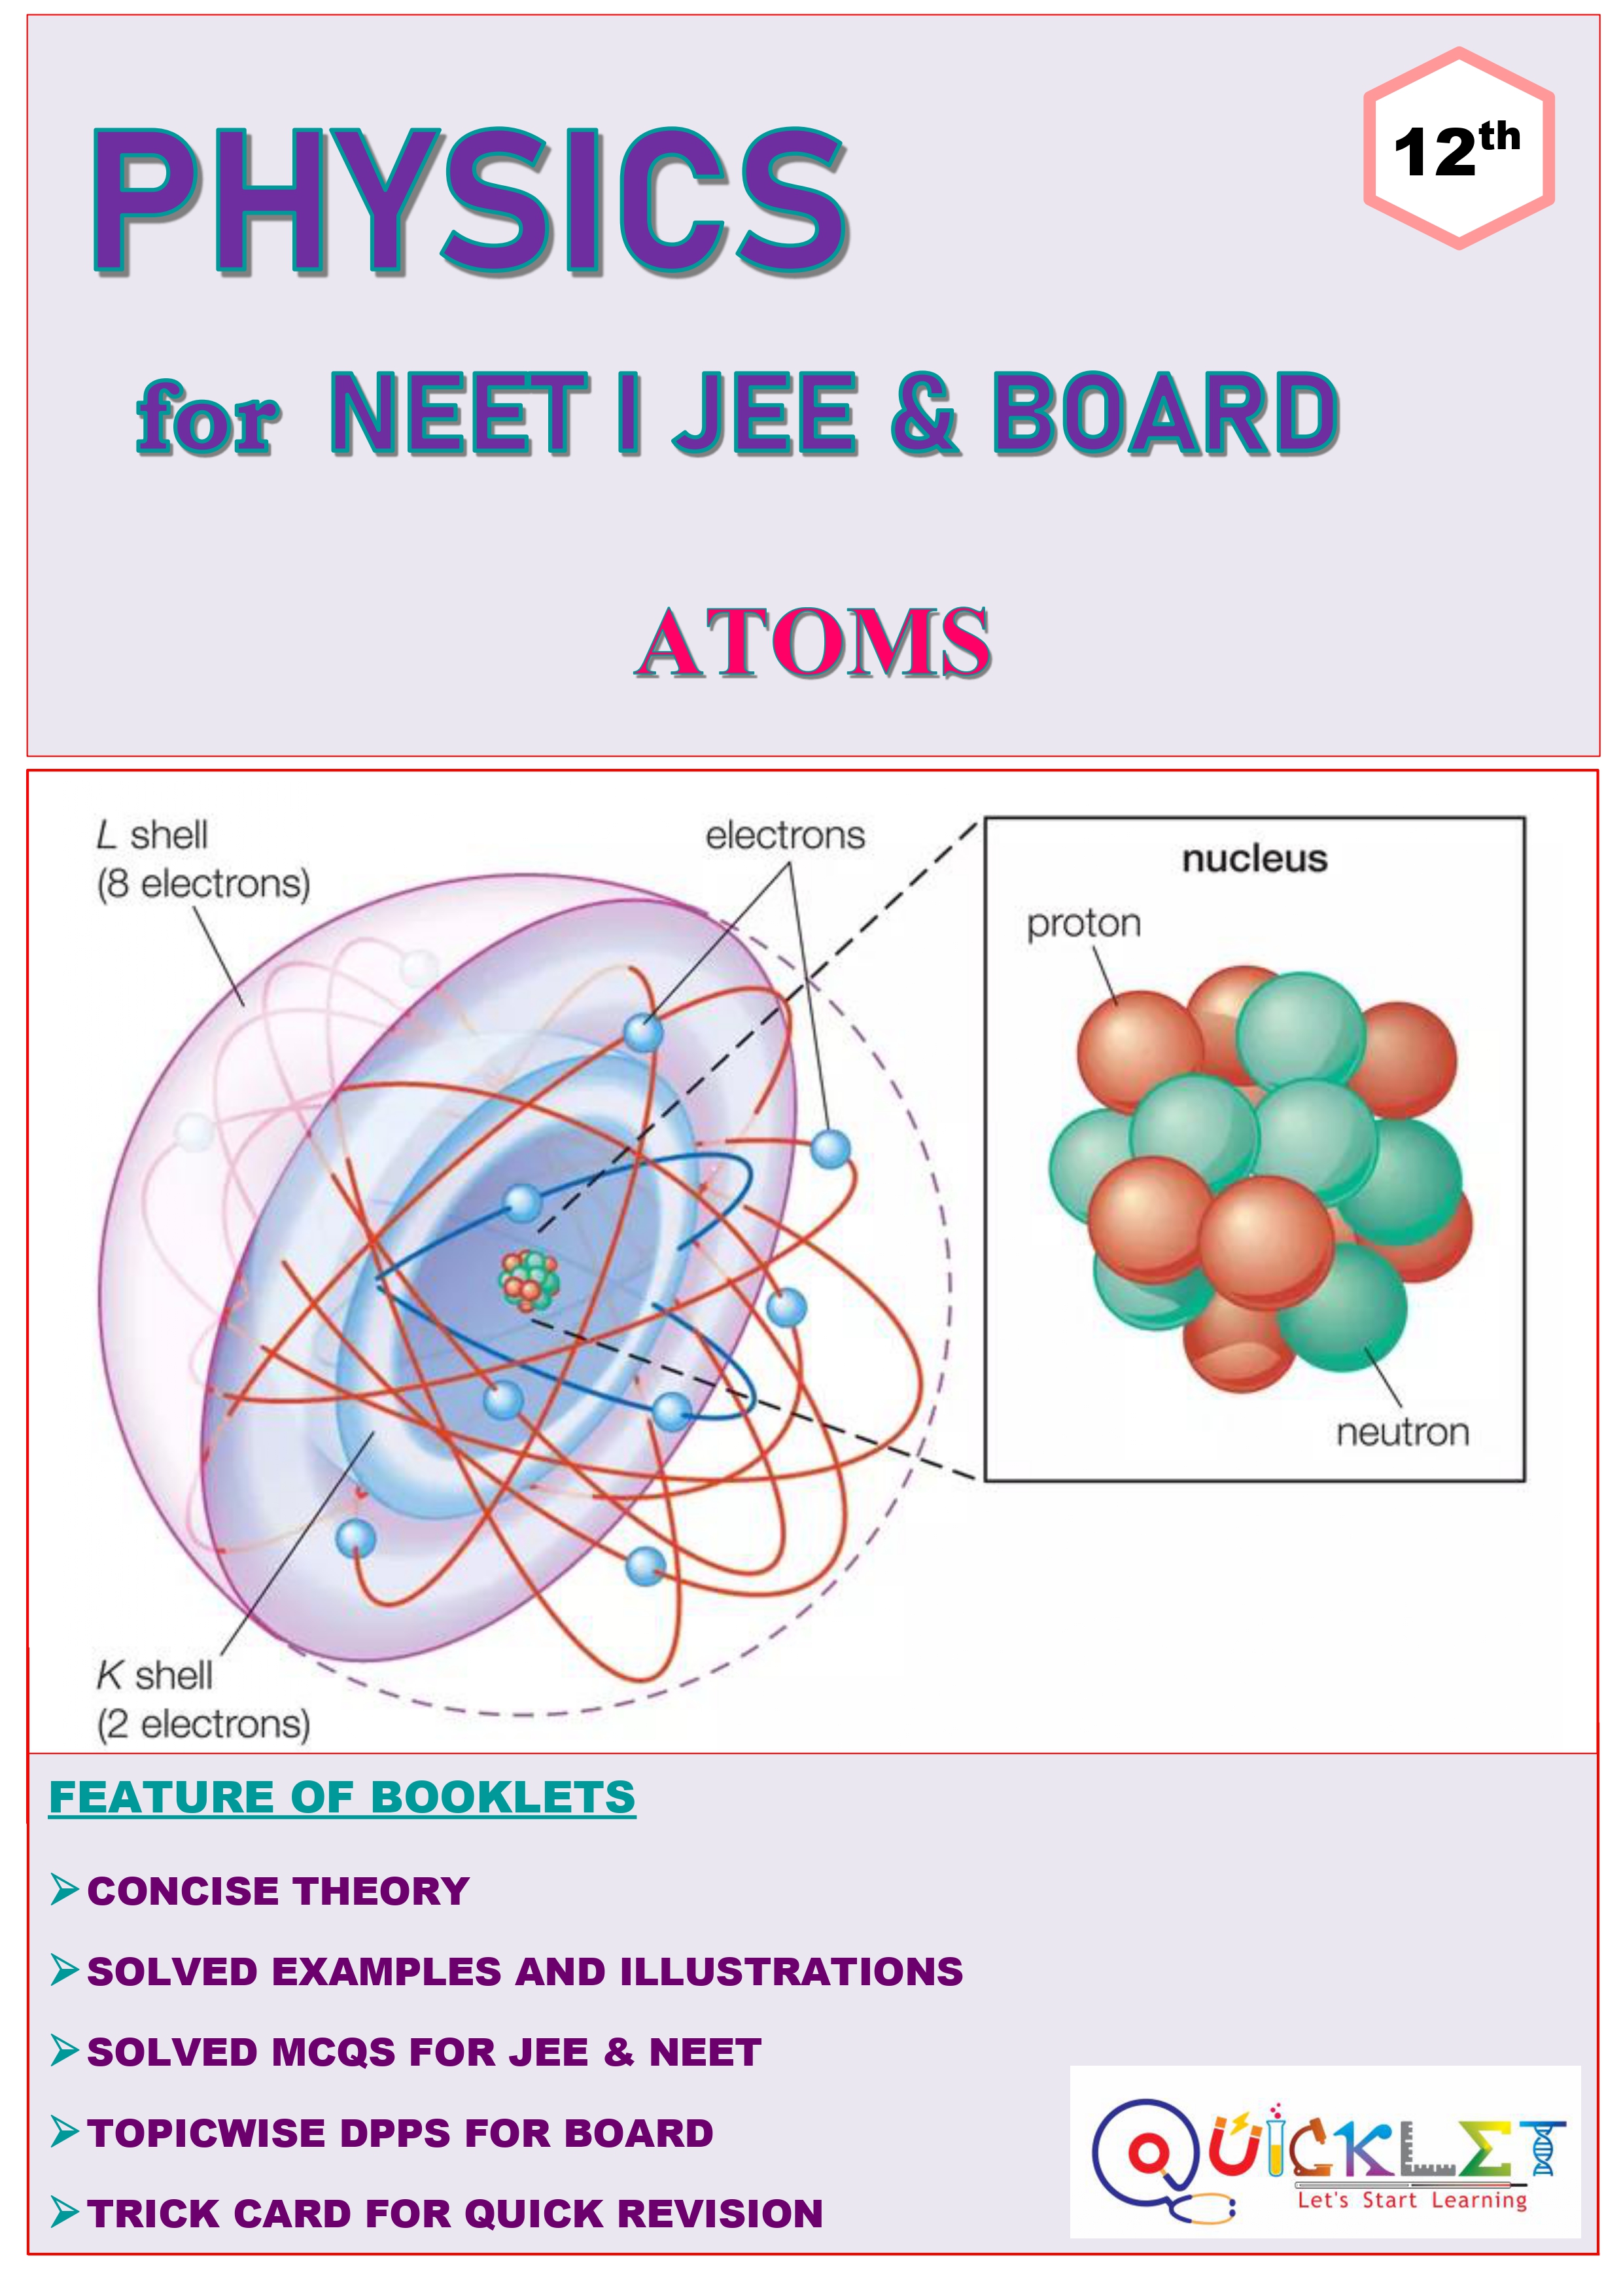 12th
PHYSICS
for NEET I JEE & BOARD
ATOMS
L shell
(8 electrons)
electrons
nucleus
proton
neutron
K shell
(2 electrons)
FEATURE OF BOOKLETS
CONCISE THEORY
SOLVED EXAMPLES AND ILLUSTRATIONS
SOLVED MCQS FOR JEE & NEET
TOPICWISE DPPS FOR BOARD
TRICK CARD FOR QUICK REVISION
QUICKLET
Let's Start Learning